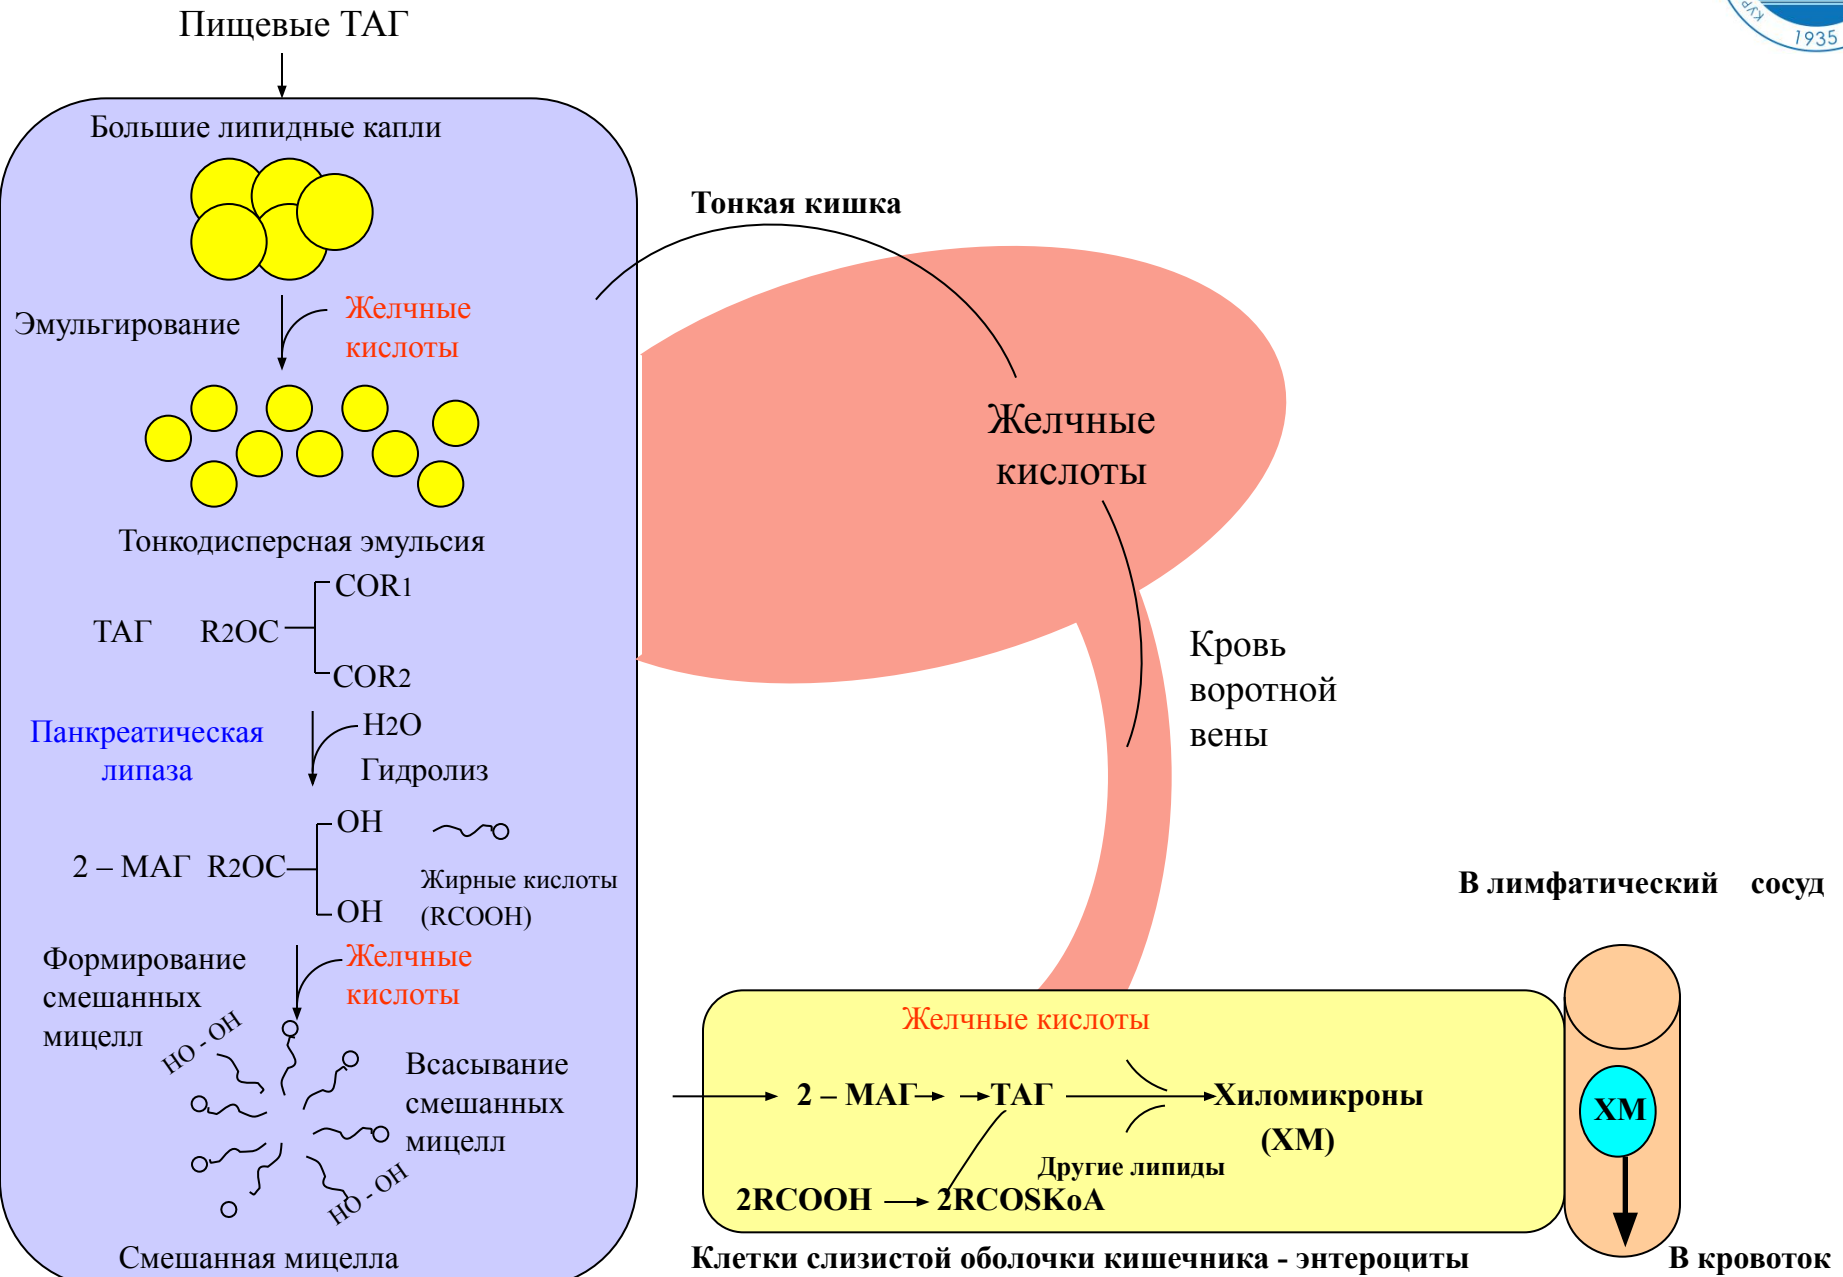 Пищевые ТАГ
1935
Большие липидные капли
Тонкая кишка
Эмульгирование
Желчные
кислоты
Желчные
кислоты
Тонкодисперсная эмульсия
COR1
ТАГ R2OC
COR2
Кровь
воротной
вены
Панкреатическая
липаза
H2O
Гидролиз
OH
2 – МАГ R2OC
Жирные кислоты
(RCOOH)
OH
В лимфатический сосуд
Формирование
смешанных
мицелл
Желчные
кислоты
HO - OH
Всасывание
смешанных
мицелл
HO - OH
Смешанная мицелла
Желчные кислоты
2 – МАГ ТАГ Хиломикроны
(ХМ)
Другие липиды
2RCOOH 2RCOSKoA
ХМ
Клетки слизистой оболочки кишечника - энтероциты
В кровоток